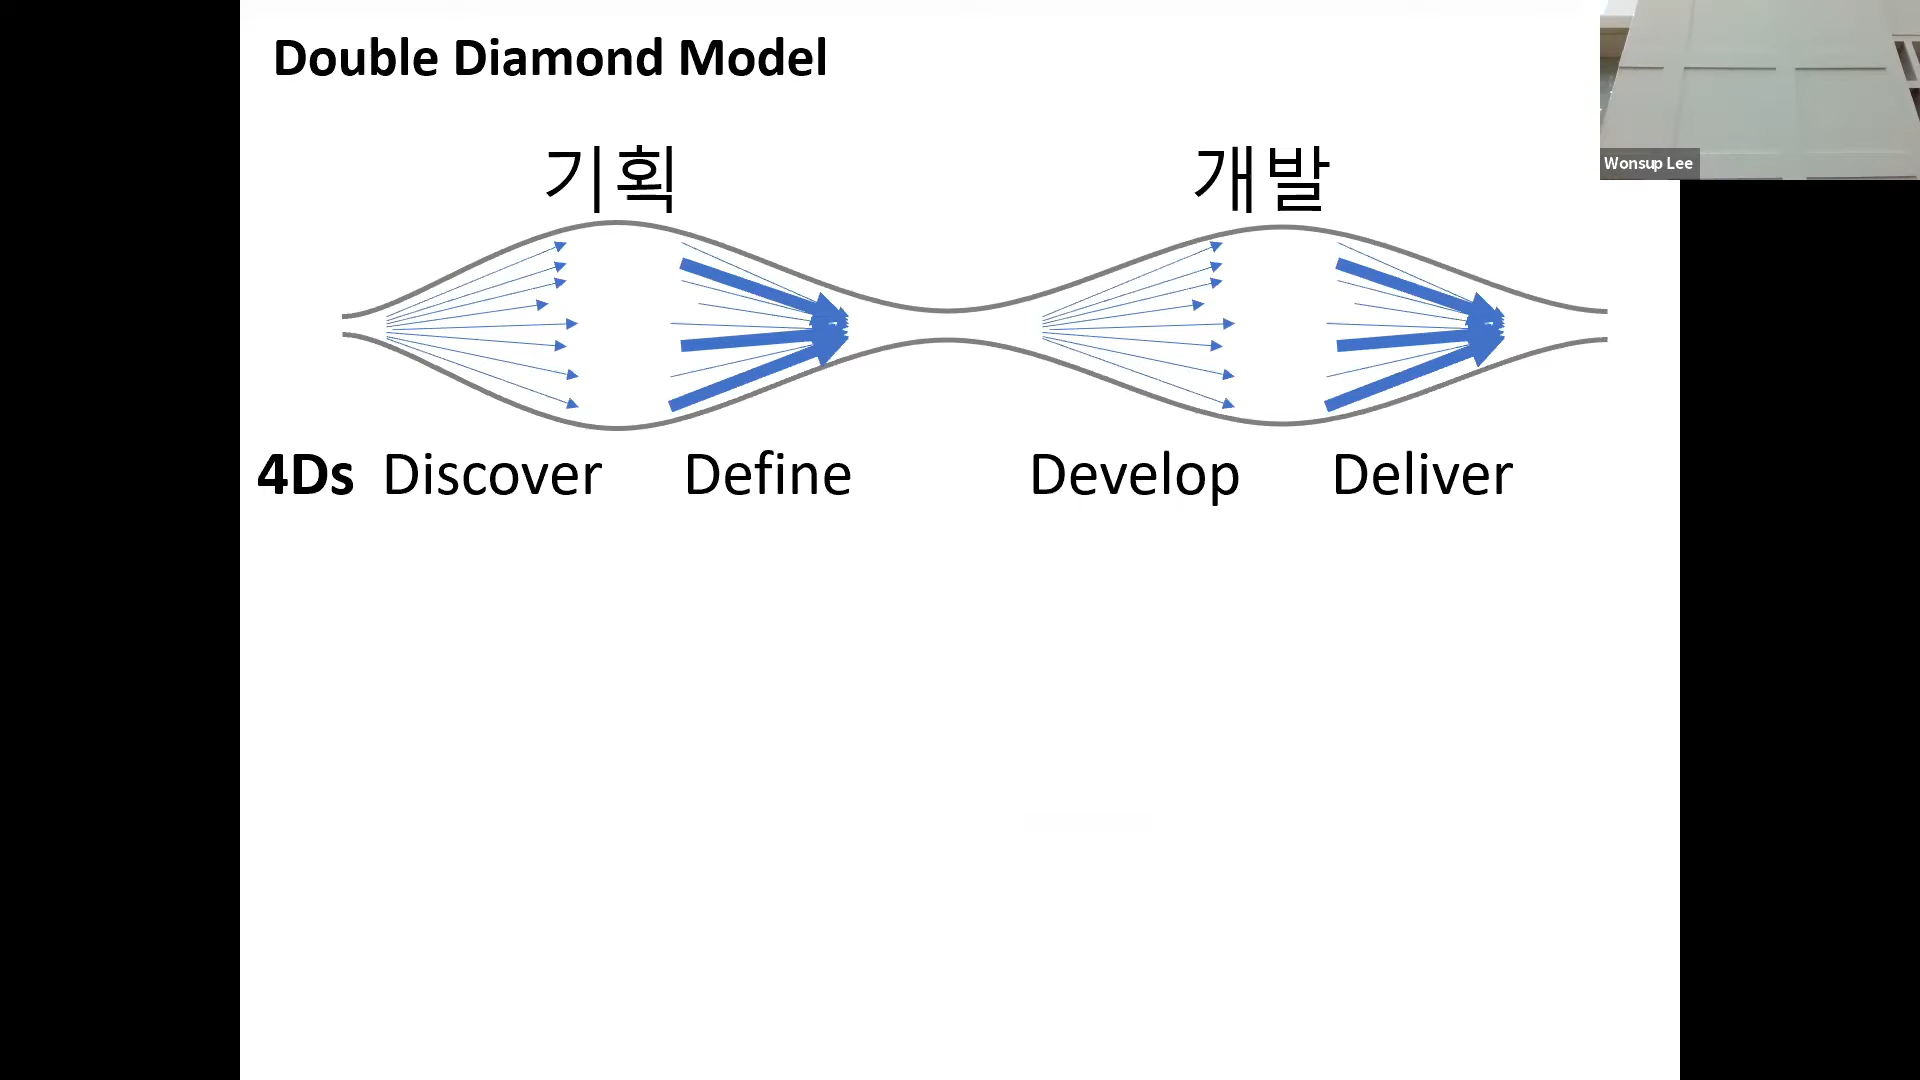 Double Diamond Model
Wonsup Lee
기획 개발
4Ds Discover Define Develop Deliver